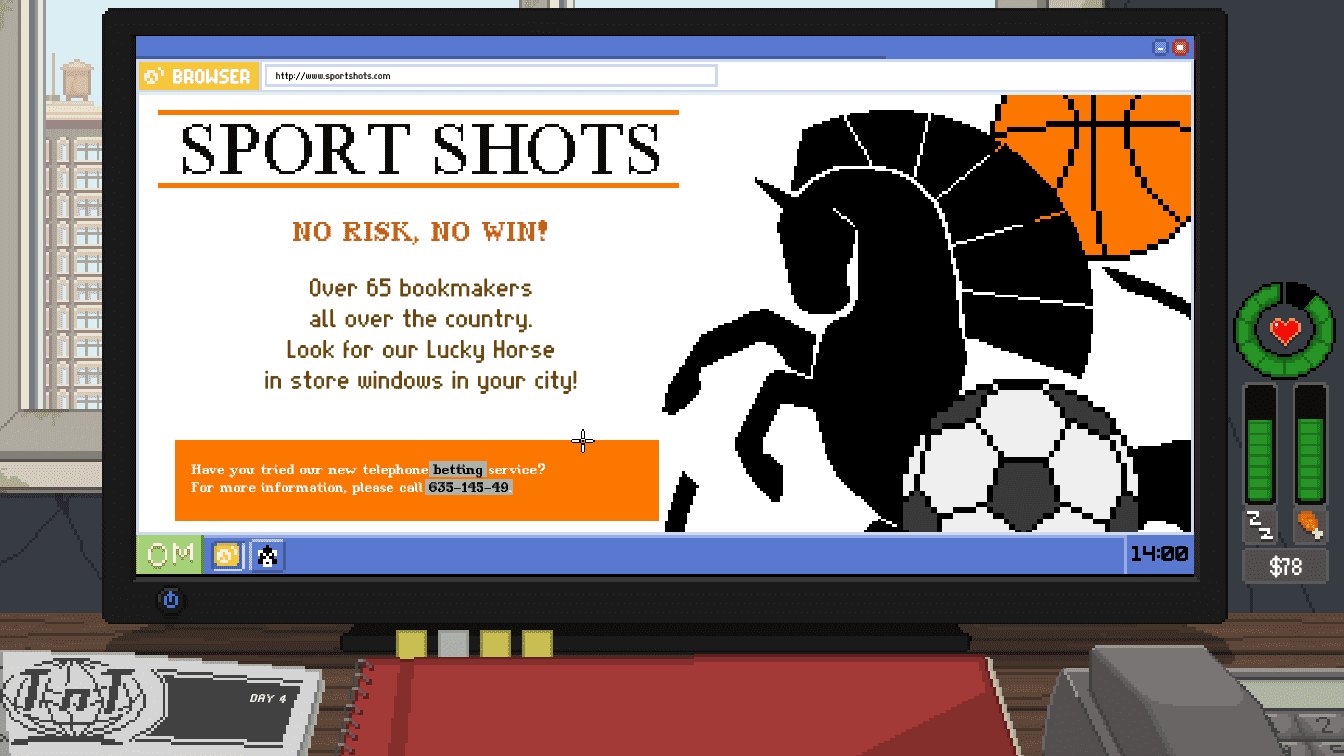 BROWSER
http://www.sportshots.com
SPORT SHOTS
NO RISK, NO WIN!
Over 65 bookmakers
all over the country.
Look for our Lucky Horse
in store windows in your city!
Have you tried our new telephone betting service?
For more information, please call 635-145-49
OM
14:00
$78
TnT
DAY 4
2